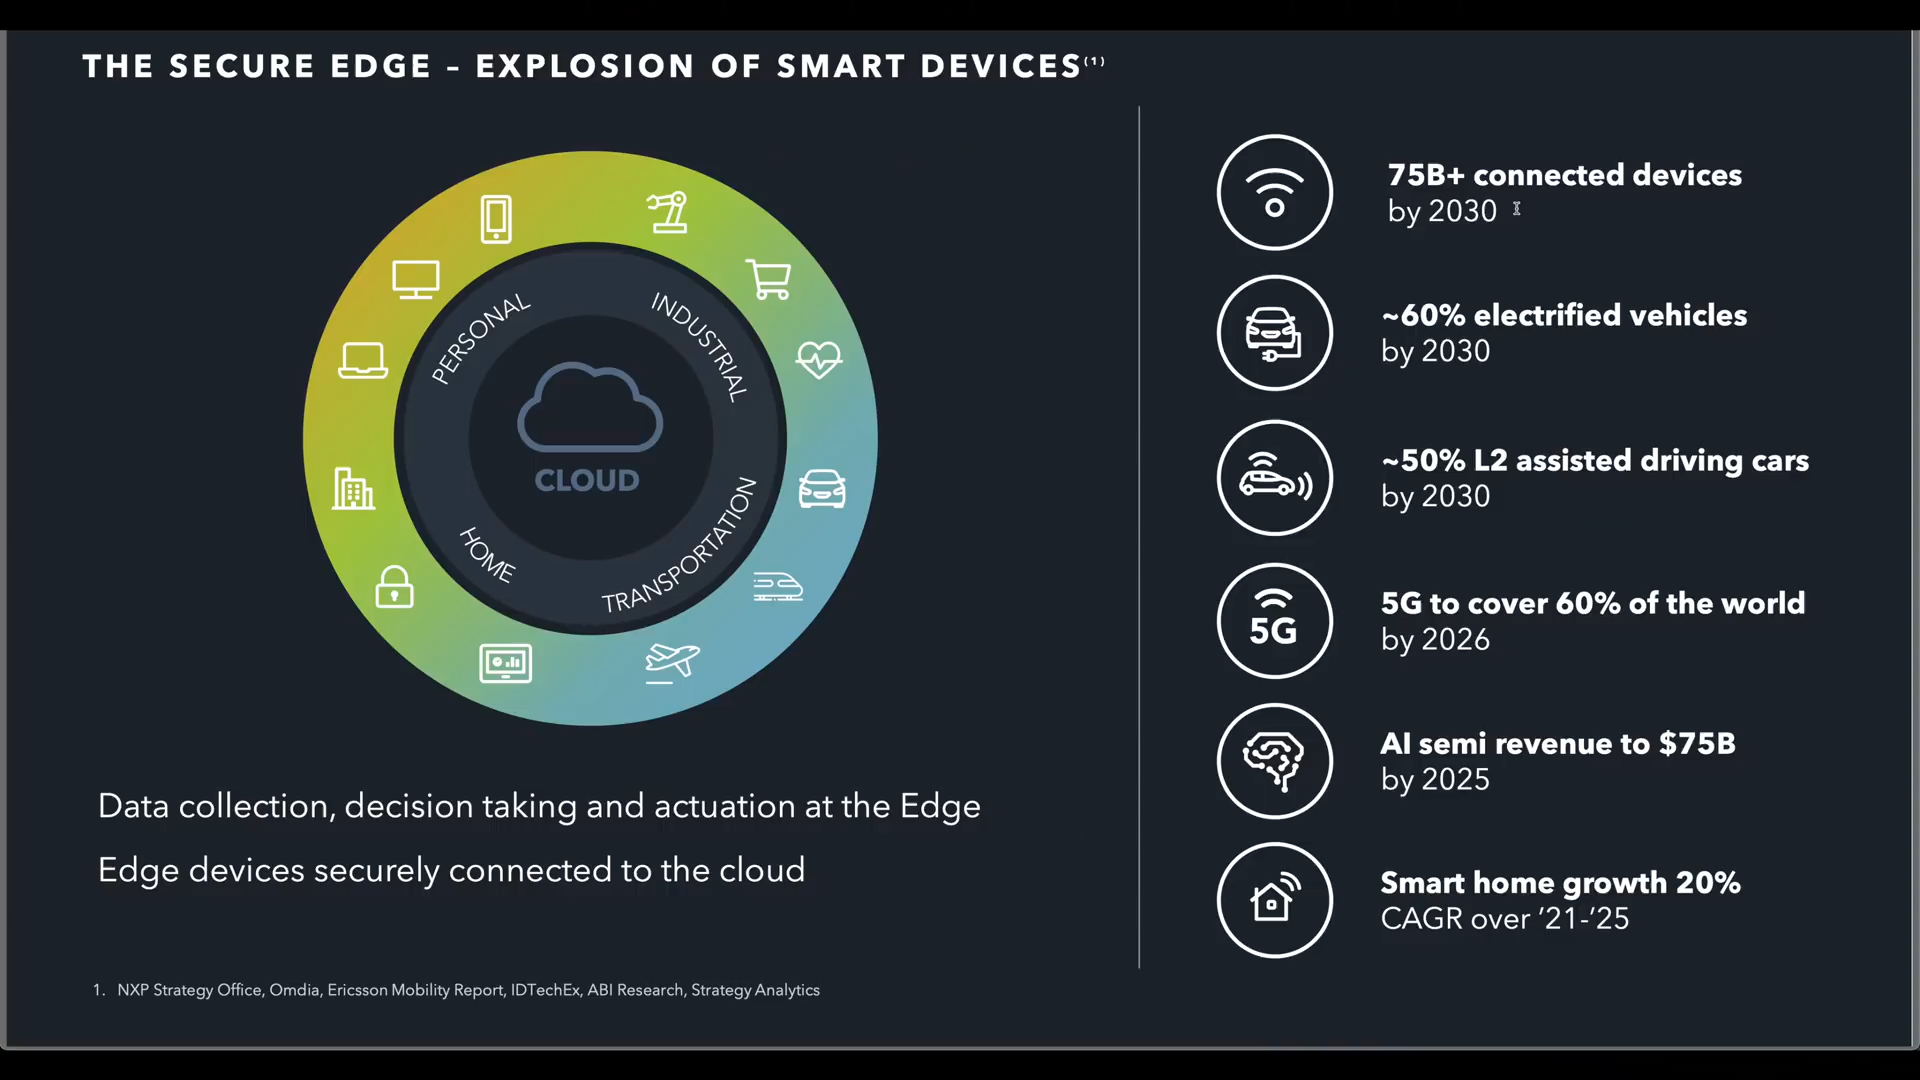 THE SECURE EDGE – EXPLOSION OF SMART DEVICES(1)
PERSONAL
INDUSTRIAL
CLOUD
HOME
TRANSPORTATION
Data collection, decision taking and actuation at the Edge
Edge devices securely connected to the cloud
1. NXP Strategy Office, Omdia, Ericsson Mobility Report, IDTechEx, ABI Research, Strategy Analytics
75B+ connected devices
by 2030
~60% electrified vehicles
by 2030
~50% L2 assisted driving cars
by 2030
5G
5G to cover 60% of the world
by 2026
AI semi revenue to $75B
by 2025
Smart home growth 20%
CAGR over ’21-’25